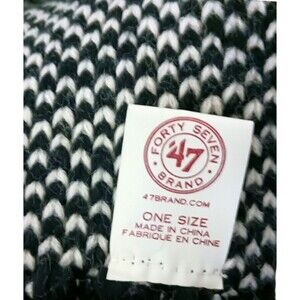 FORTY SEVEN
'47
BRAND
47BRAND.COM
ONE SIZE
MADE IN CHINA
FABRIQUE EN CHINE